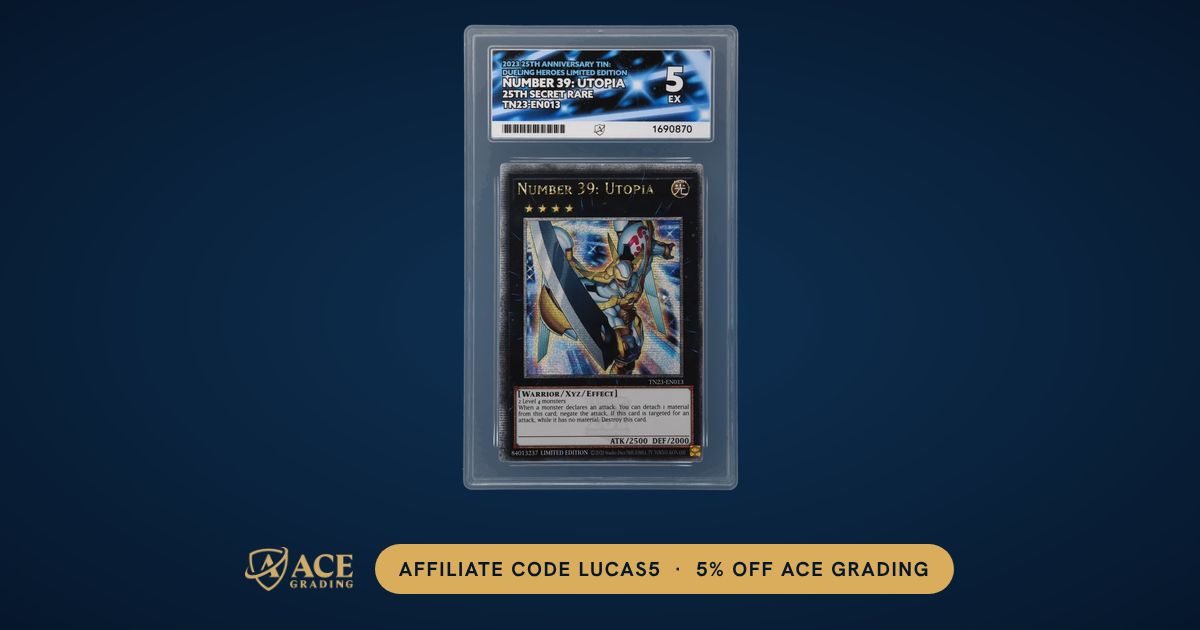 2023 25TH ANNIVERSARY TIN:
DUELING HEROES LIMITED EDITION
NUMBER 39: UTOPIA
25TH SECRET RARE
TN23-EN013
5
EX
1690870
NUMBER 39: UTOPIA
光
39
TN23-EN013
[WARRIOR/XYZ/EFFECT]
2 Level 4 monsters
When a monster declares an attack: You can detach 1 material
from this card; negate the attack. If this card is targeted for an
attack, while it has no material: Destroy this card.
ATK/2500 DEF/2000
84013237 LIMITED EDITION
ACE
GRADING
AFFILIATE CODE LUCAS5 · 5% OFF ACE GRADING